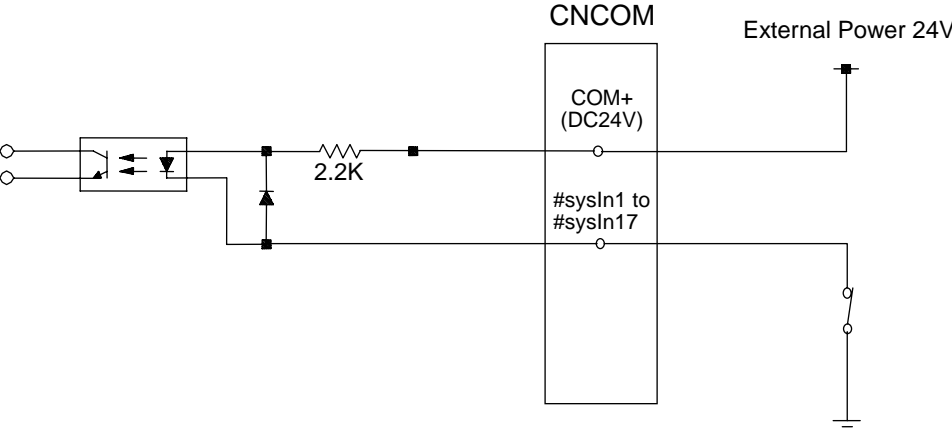 CNCOM
External Power 24V
COM+
(DC24V)
2.2K
#sysIn1 to
#sysIn17